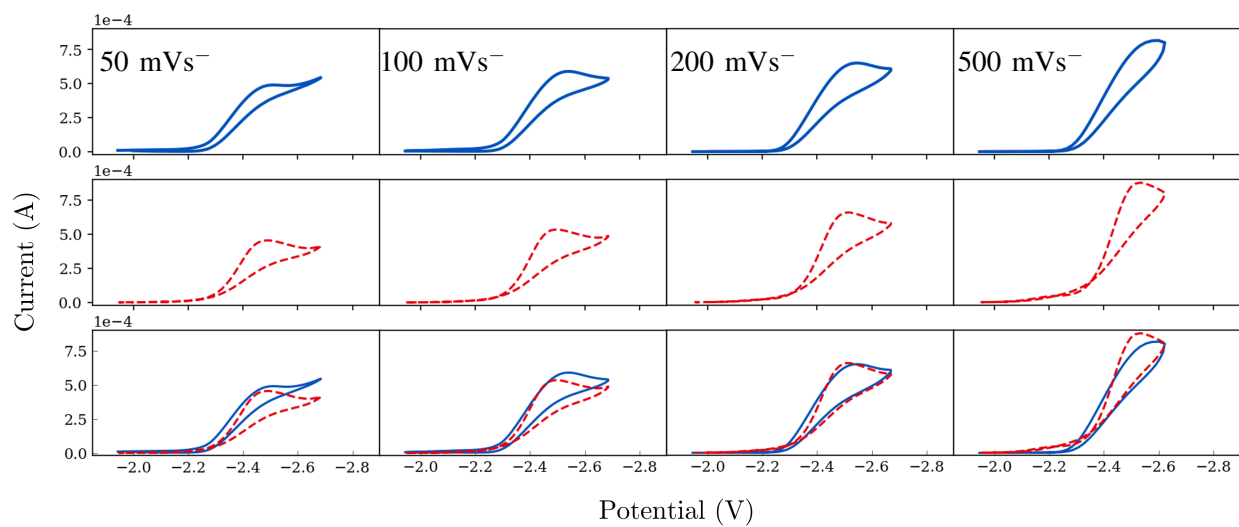 1e−4
50 mVs⁻
100 mVs⁻
200 mVs⁻
500 mVs⁻
7.5
5.0
2.5
0.0
1e−4
7.5
5.0
2.5
0.0
1e−4
7.5
5.0
2.5
0.0
−2.0 −2.2 −2.4 −2.6 −2.8 −2.0 −2.2 −2.4 −2.6 −2.8 −2.0 −2.2 −2.4 −2.6 −2.8 −2.0 −2.2 −2.4 −2.6 −2.8
Current (A)
Potential (V)